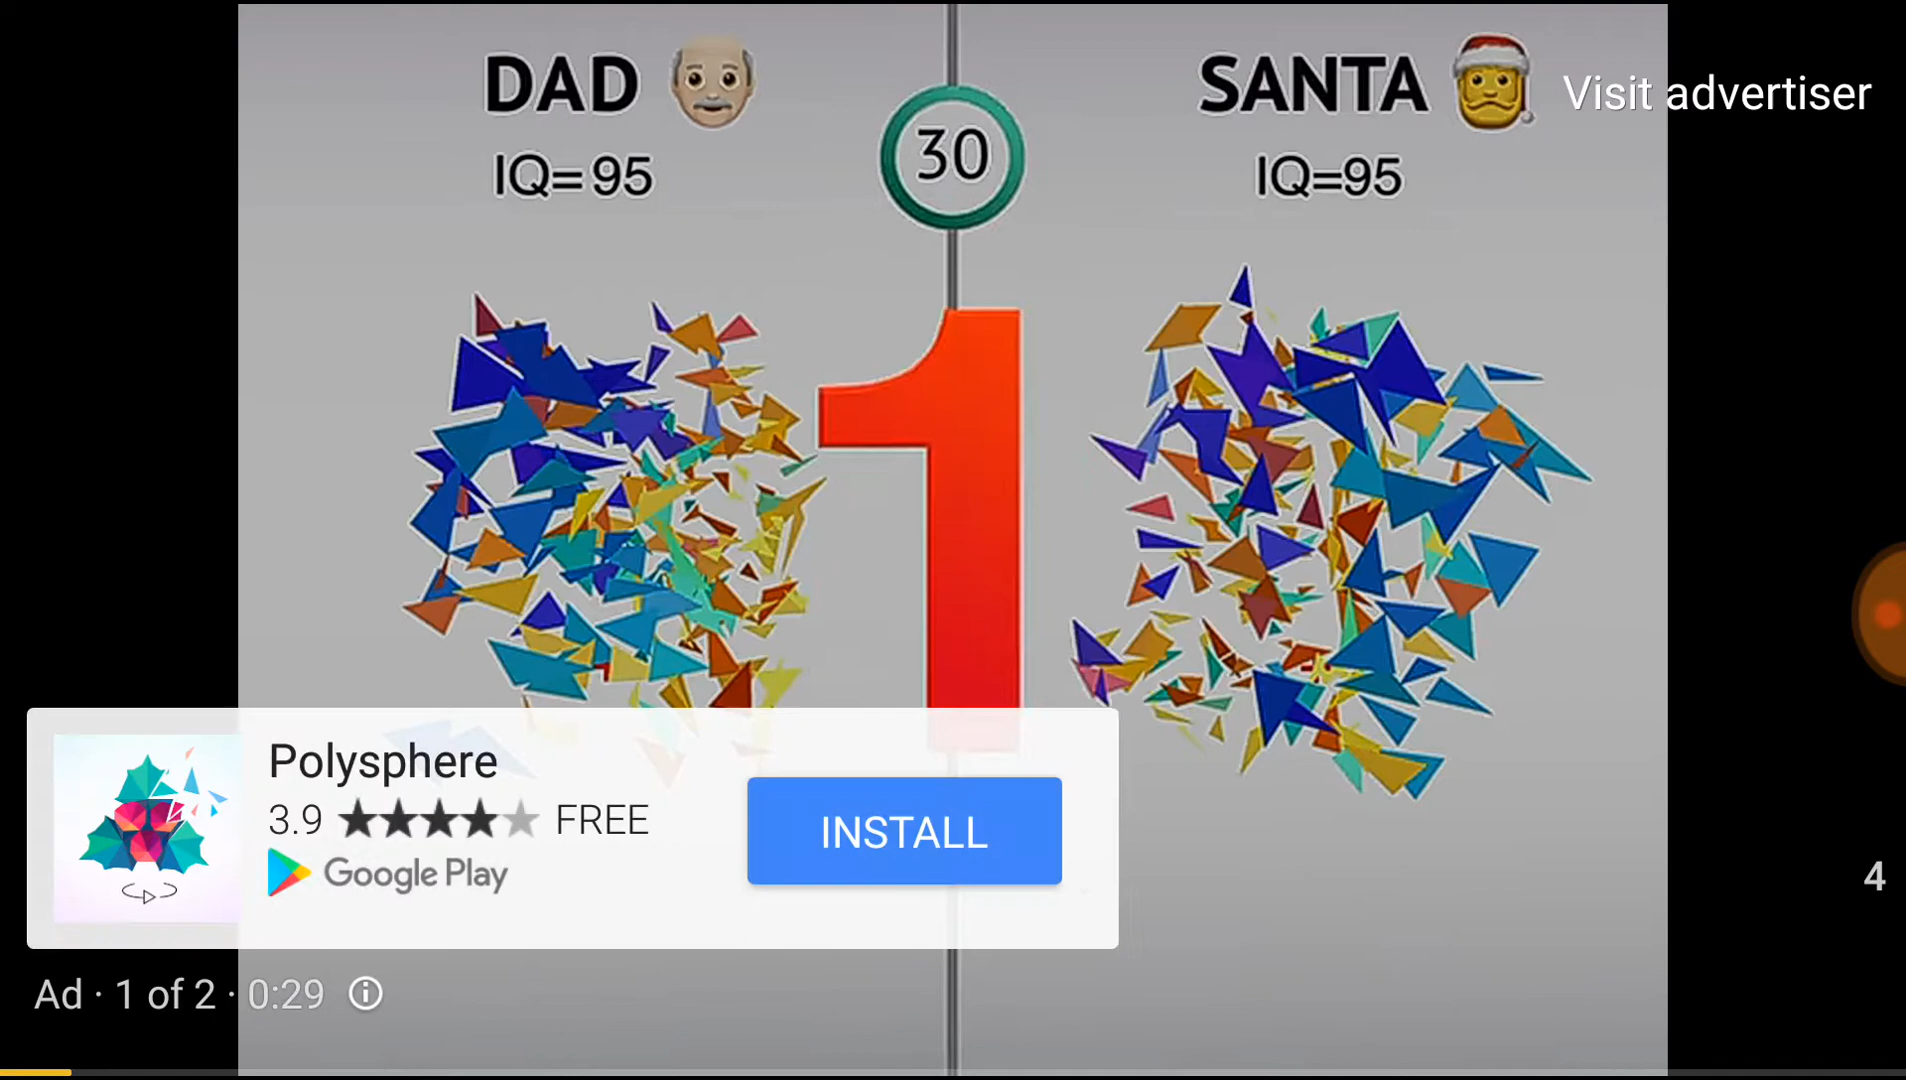 DAD
IQ=95
30
SANTA
IQ=95
Visit advertiser
1
Polysphere
3.9 ★★★★★ FREE
Google Play
INSTALL
4
Ad · 1 of 2 · 0:29